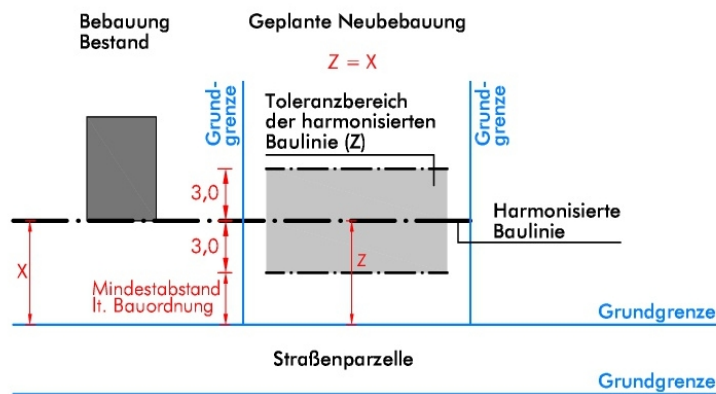 Bebauung
Bestand
Geplante Neubebauung
Z = X
Grund-
grenze
Toleranzbereich
der harmonisierten
Baulinie (Z)
Grund-
grenze
3,0
Harmonisierte
Baulinie
3,0
X
Z
Mindestabstand
lt. Bauordnung
Grundgrenze
Straßenparzelle
Grundgrenze